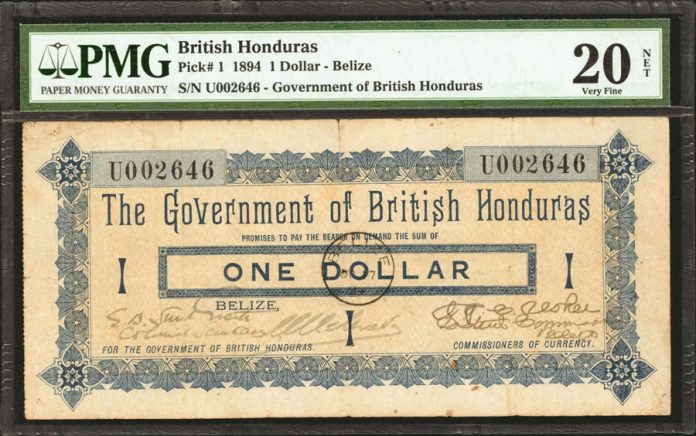 PMG
PAPER MONEY GUARANTY
British Honduras
Pick# 1 1894 1 Dollar - Belize
S/N U002646 - Government of British Honduras
20 NET
Very Fine
U002646 U002646
The Government of British Honduras
PROMISES TO PAY THE BEARER ON DEMAND THE SUM OF
I ONE DOLLAR I
BELIZE
BELIZE,
I
FOR THE GOVERNMENT OF BRITISH HONDURAS. COMMISSIONERS OF CURRENCY.